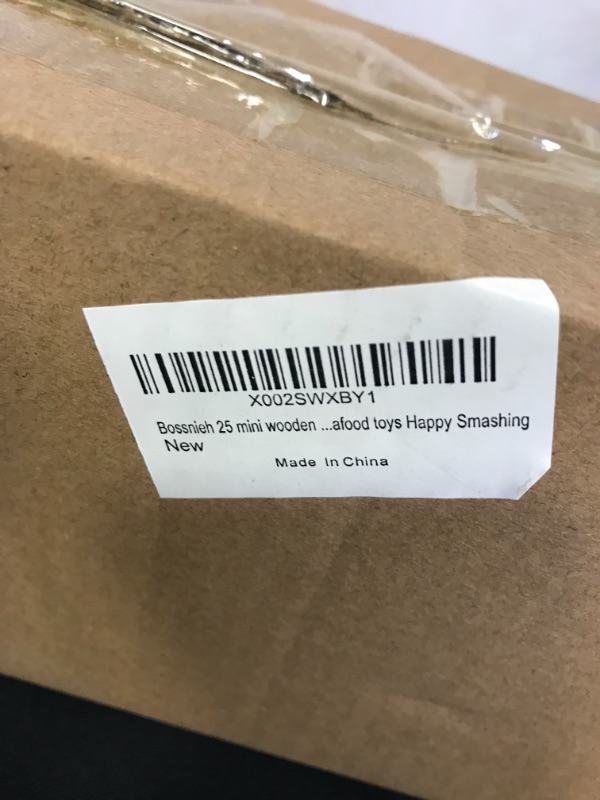 X002SWXBY1
Bossnieh 25 mini wooden ...afood toys Happy Smashing
New
Made In China